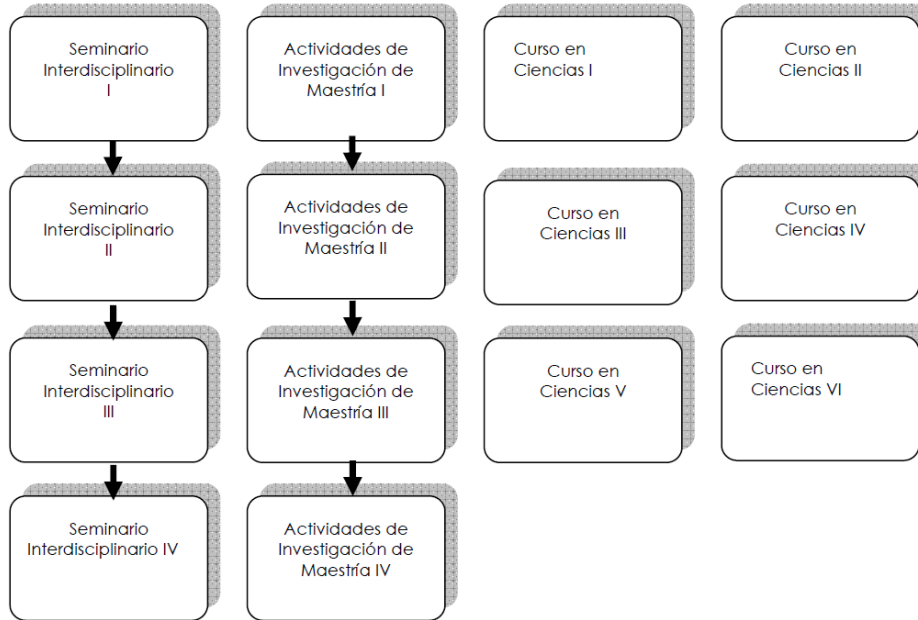 Seminario
Interdisciplinario
I
Actividades de
Investigación de
Maestría I
Curso en
Ciencias I
Curso en
Ciencias II
Seminario
Interdisciplinario
II
Actividades de
Investigación de
Maestría II
Curso en
Ciencias III
Curso en
Ciencias IV
Seminario
Interdisciplinario
III
Actividades de
Investigación de
Maestría III
Curso en
Ciencias V
Curso en
Ciencias VI
Seminario
Interdisciplinario IV
Actividades de
Investigación de
Maestría IV